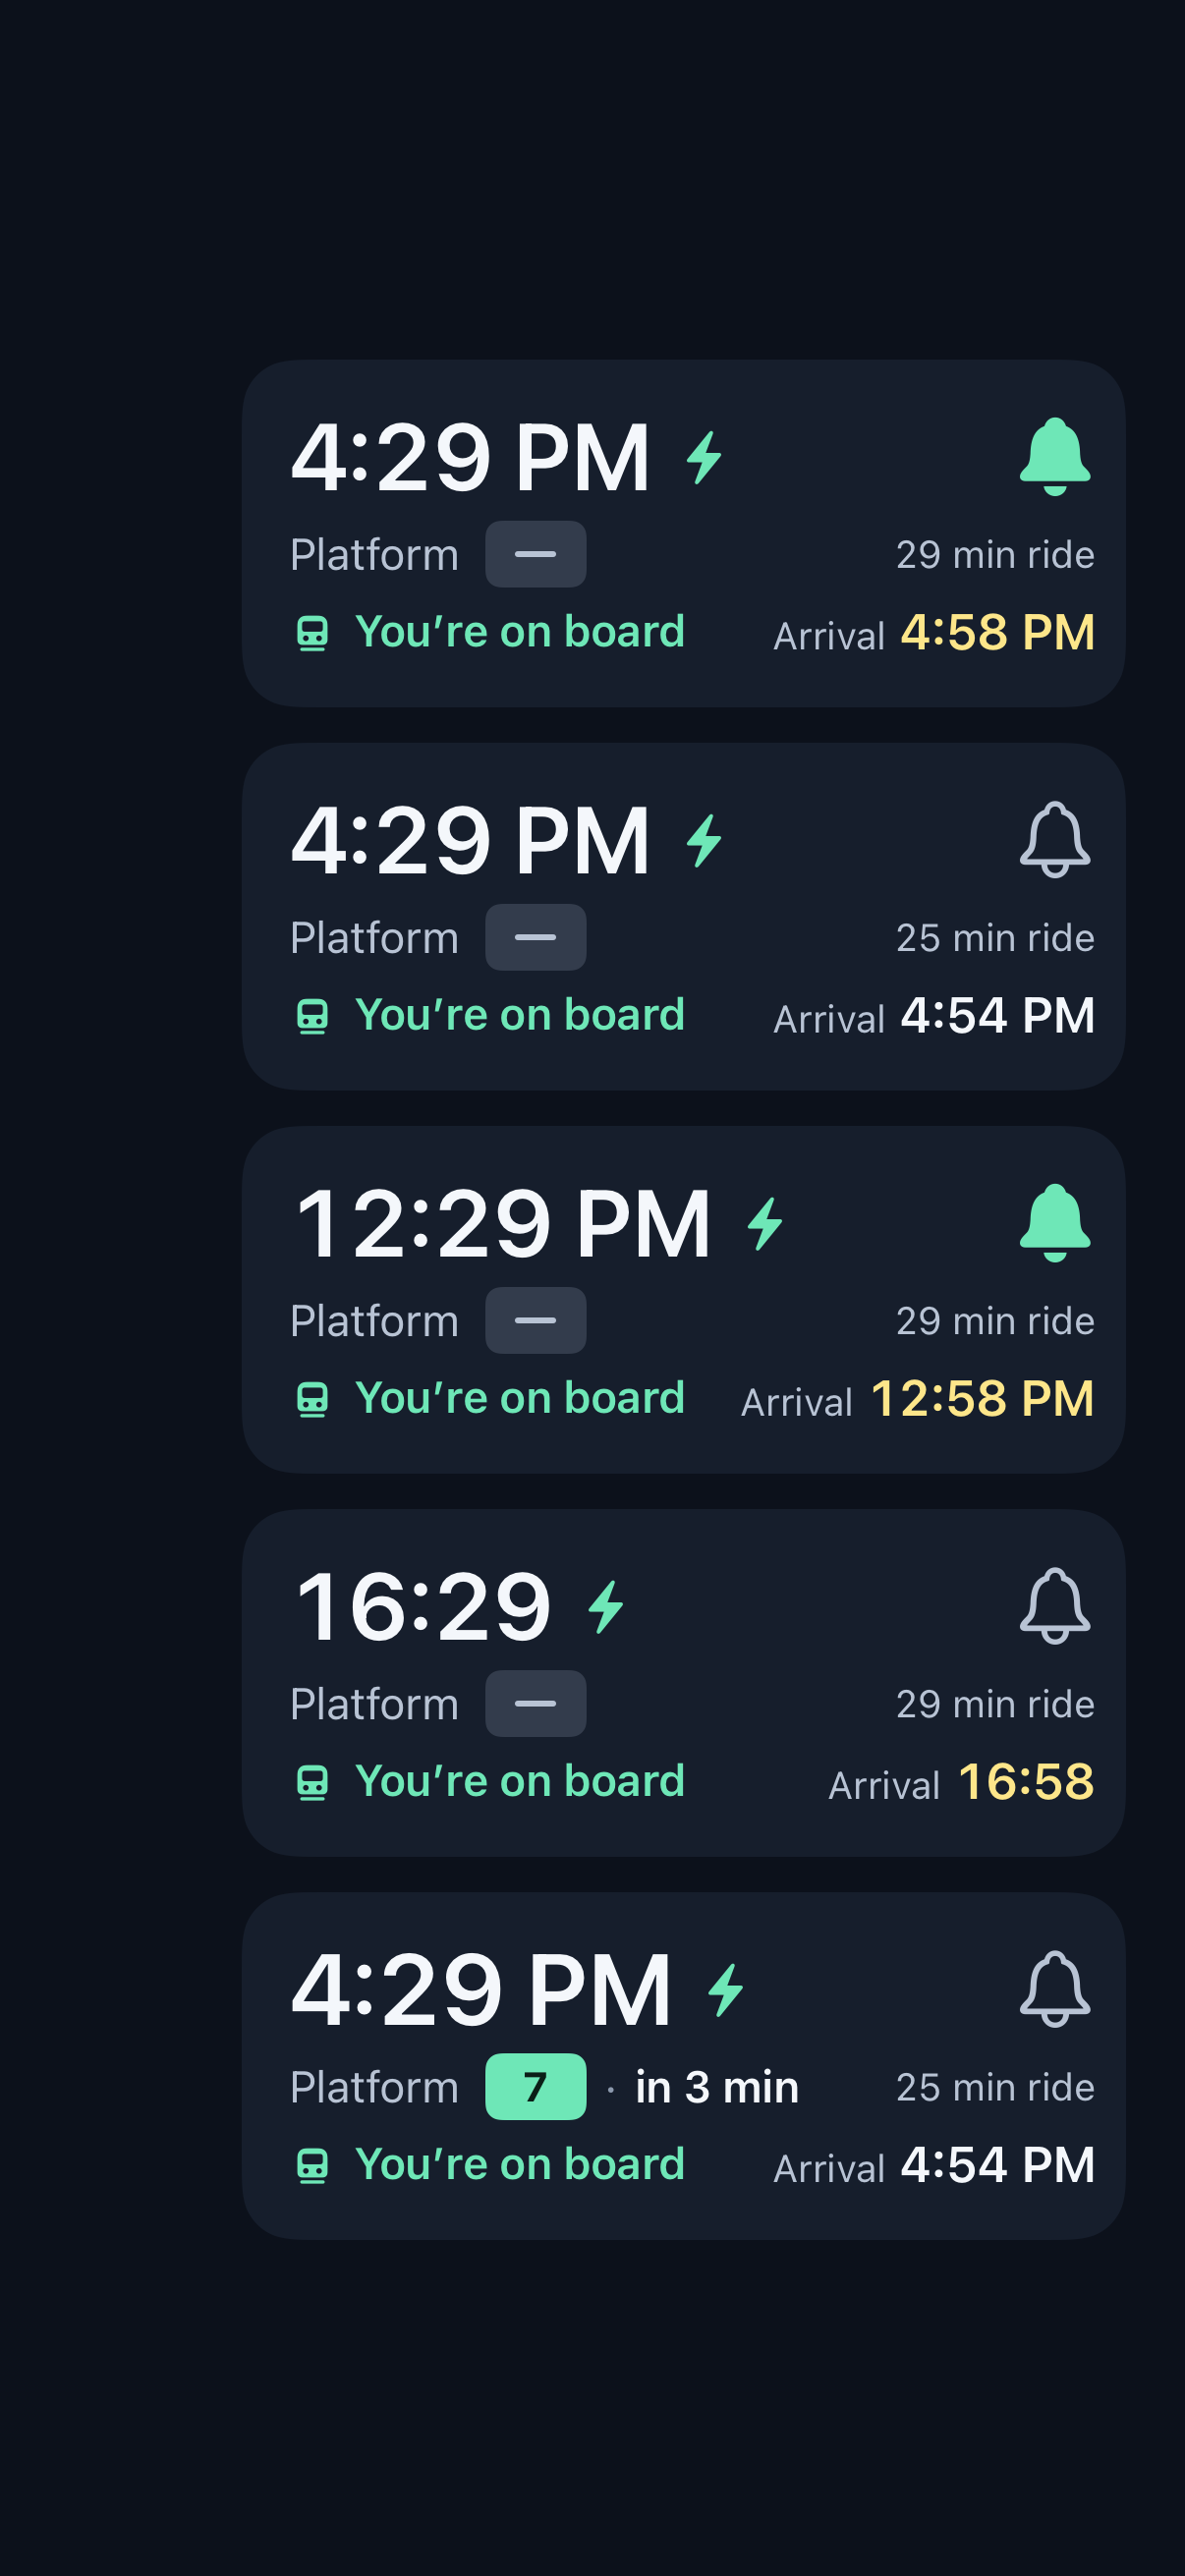 4:29 PM
Platform — 29 min ride
You’re on board Arrival 4:58 PM
4:29 PM
Platform — 25 min ride
You’re on board Arrival 4:54 PM
12:29 PM
Platform — 29 min ride
You’re on board Arrival 12:58 PM
16:29
Platform — 29 min ride
You’re on board Arrival 16:58
4:29 PM
Platform 7 · in 3 min 25 min ride
You’re on board Arrival 4:54 PM